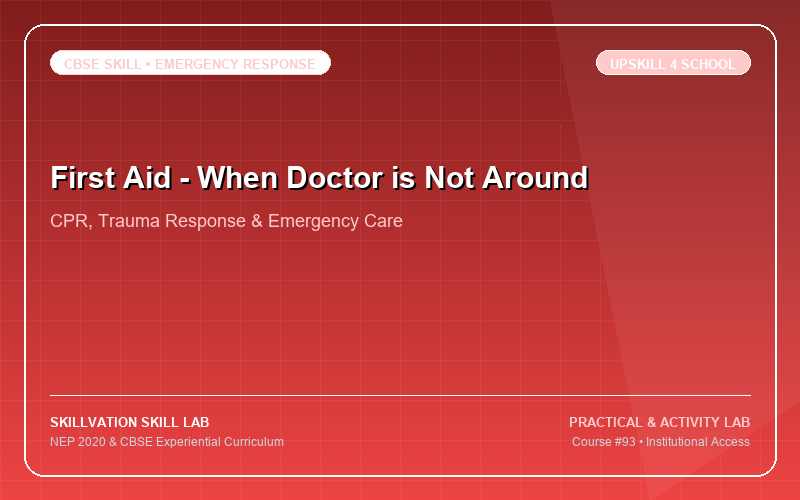 CBSE SKILL • EMERGENCY RESPONSE
UPSKILL 4 SCHOOL
First Aid - When Doctor is Not Around
CPR, Trauma Response & Emergency Care
SKILLVATION SKILL LAB
PRACTICAL & ACTIVITY LAB
NEP 2020 & CBSE Experiential Curriculum
Course #93 • Institutional Access